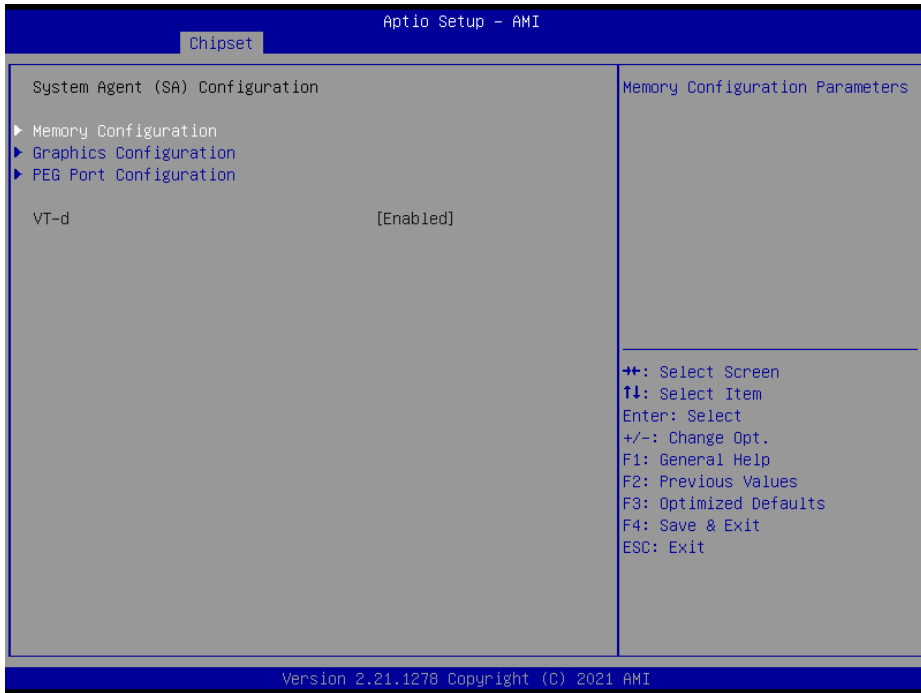 Aptio Setup – AMI
Chipset
System Agent (SA) Configuration
▶ Memory Configuration
▶ Graphics Configuration
▶ PEG Port Configuration
VT-d [Enabled]
Memory Configuration Parameters
→←: Select Screen
↑↓: Select Item
Enter: Select
+/-: Change Opt.
F1: General Help
F2: Previous Values
F3: Optimized Defaults
F4: Save & Exit
ESC: Exit
Version 2.21.1278 Copyright (C) 2021 AMI